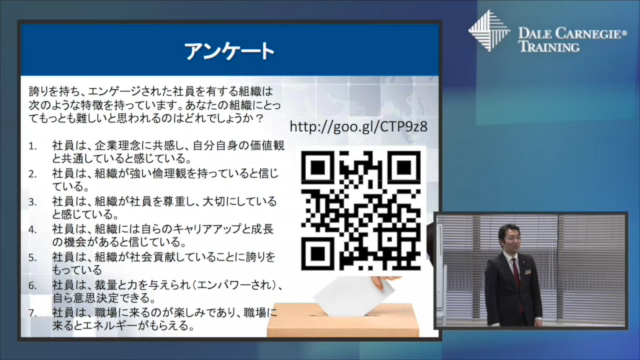 アンケート
誇りを持ち、エンゲージされた社員を有する組織は
次のような特徴を持っています。あなたの組織にとっ
てもっとも難しいと思われるのはどれでしょうか？
http://goo.gl/CTP9z8
1. 社員は、企業理念に共感し、自分自身の価値観
と共通していると感じている。
2. 社員は、組織が強い倫理観を持っていると信じ
ている。
3. 社員は、組織が社員を尊重し、大切にしている
と感じている。
4. 社員は、組織には自らのキャリアアップと成長
の機会があると信じている。
5. 社員は、組織が社会貢献していることに誇りを
もっている
6. 社員は、裁量と力を与えられ（エンパワーされ）、
自ら意思決定できる。
7. 社員は、職場に来るのが楽しみであり、職場に
来るとエネルギーがもらえる。
DALE CARNEGIE®
TRAINING